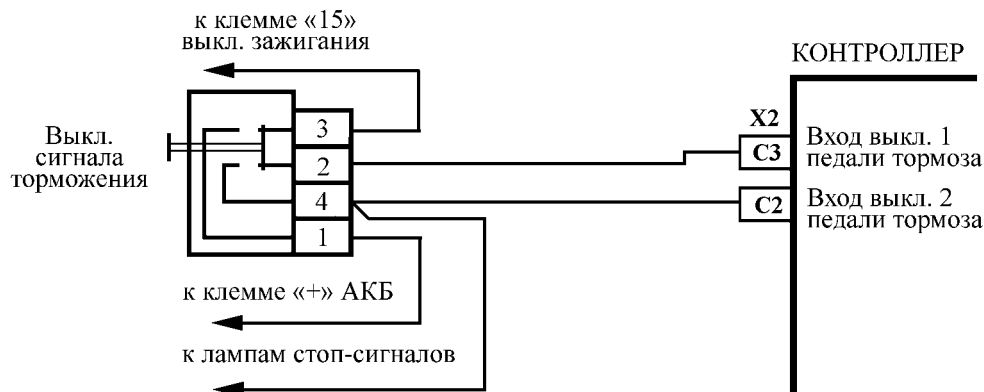 к клемме «15»
выкл. зажигания
КОНТРОЛЛЕР
Выкл.
сигнала
торможения
3
2
4
1
X2
C3
C2
Вход выкл. 1
педали тормоза
Вход выкл. 2
педали тормоза
к клемме «+» АКБ
к лампам стоп-сигналов